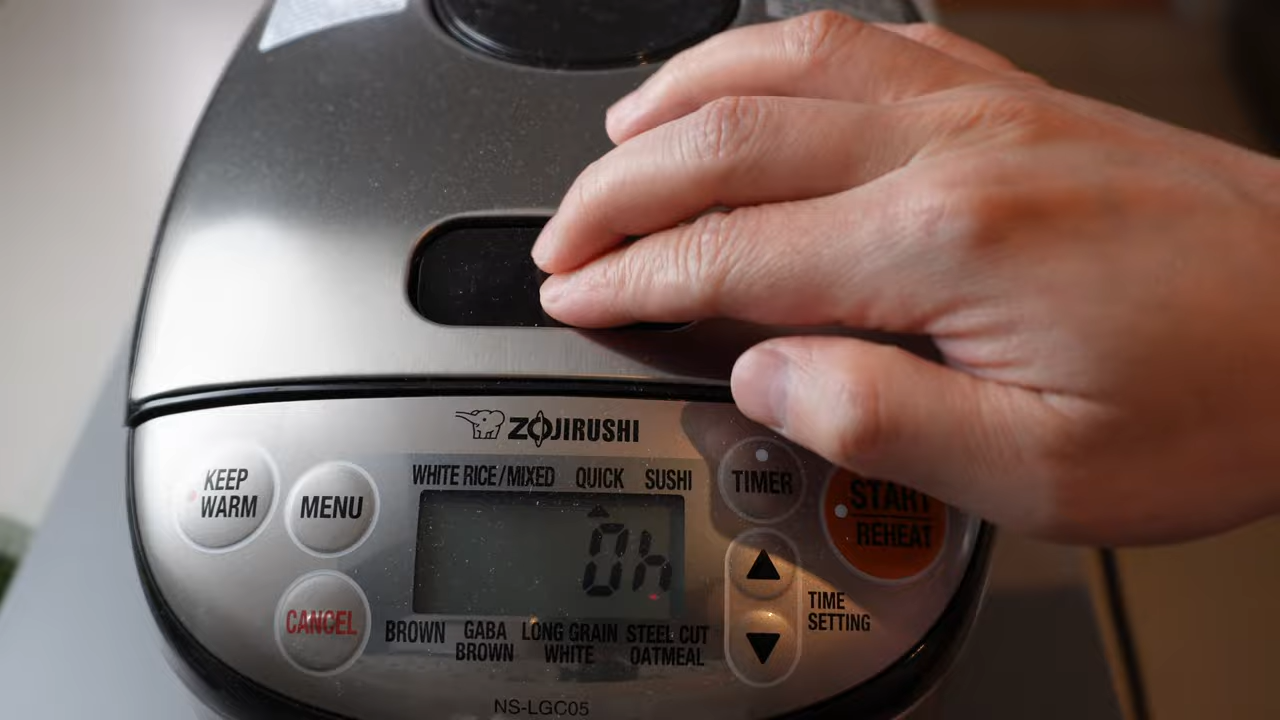 ZOJIRUSHI
WHITE RICE/MIXED QUICK SUSHI
KEEP
WARM
MENU
TIMER
START
REHEAT
0h
CANCEL
TIME
SETTING
BROWN
GABA
BROWN
LONG GRAIN
WHITE
STEEL CUT
OATMEAL
NS-LGC05